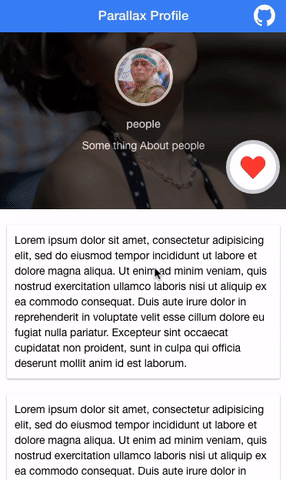 Parallax Profile
people
Some thing About people
Lorem ipsum dolor sit amet, consectetur adipisicing
elit, sed do eiusmod tempor incididunt ut labore et
dolore magna aliqua. Ut enim ad minim veniam, quis
nostrud exercitation ullamco laboris nisi ut aliquip ex
ea commodo consequat. Duis aute irure dolor in
reprehenderit in voluptate velit esse cillum dolore eu
fugiat nulla pariatur. Excepteur sint occaecat
cupidatat non proident, sunt in culpa qui officia
deserunt mollit anim id est laborum.
Lorem ipsum dolor sit amet, consectetur adipisicing
elit, sed do eiusmod tempor incididunt ut labore et
dolore magna aliqua. Ut enim ad minim veniam, quis
nostrud exercitation ullamco laboris nisi ut aliquip ex
ea commodo consequat. Duis aute irure dolor in